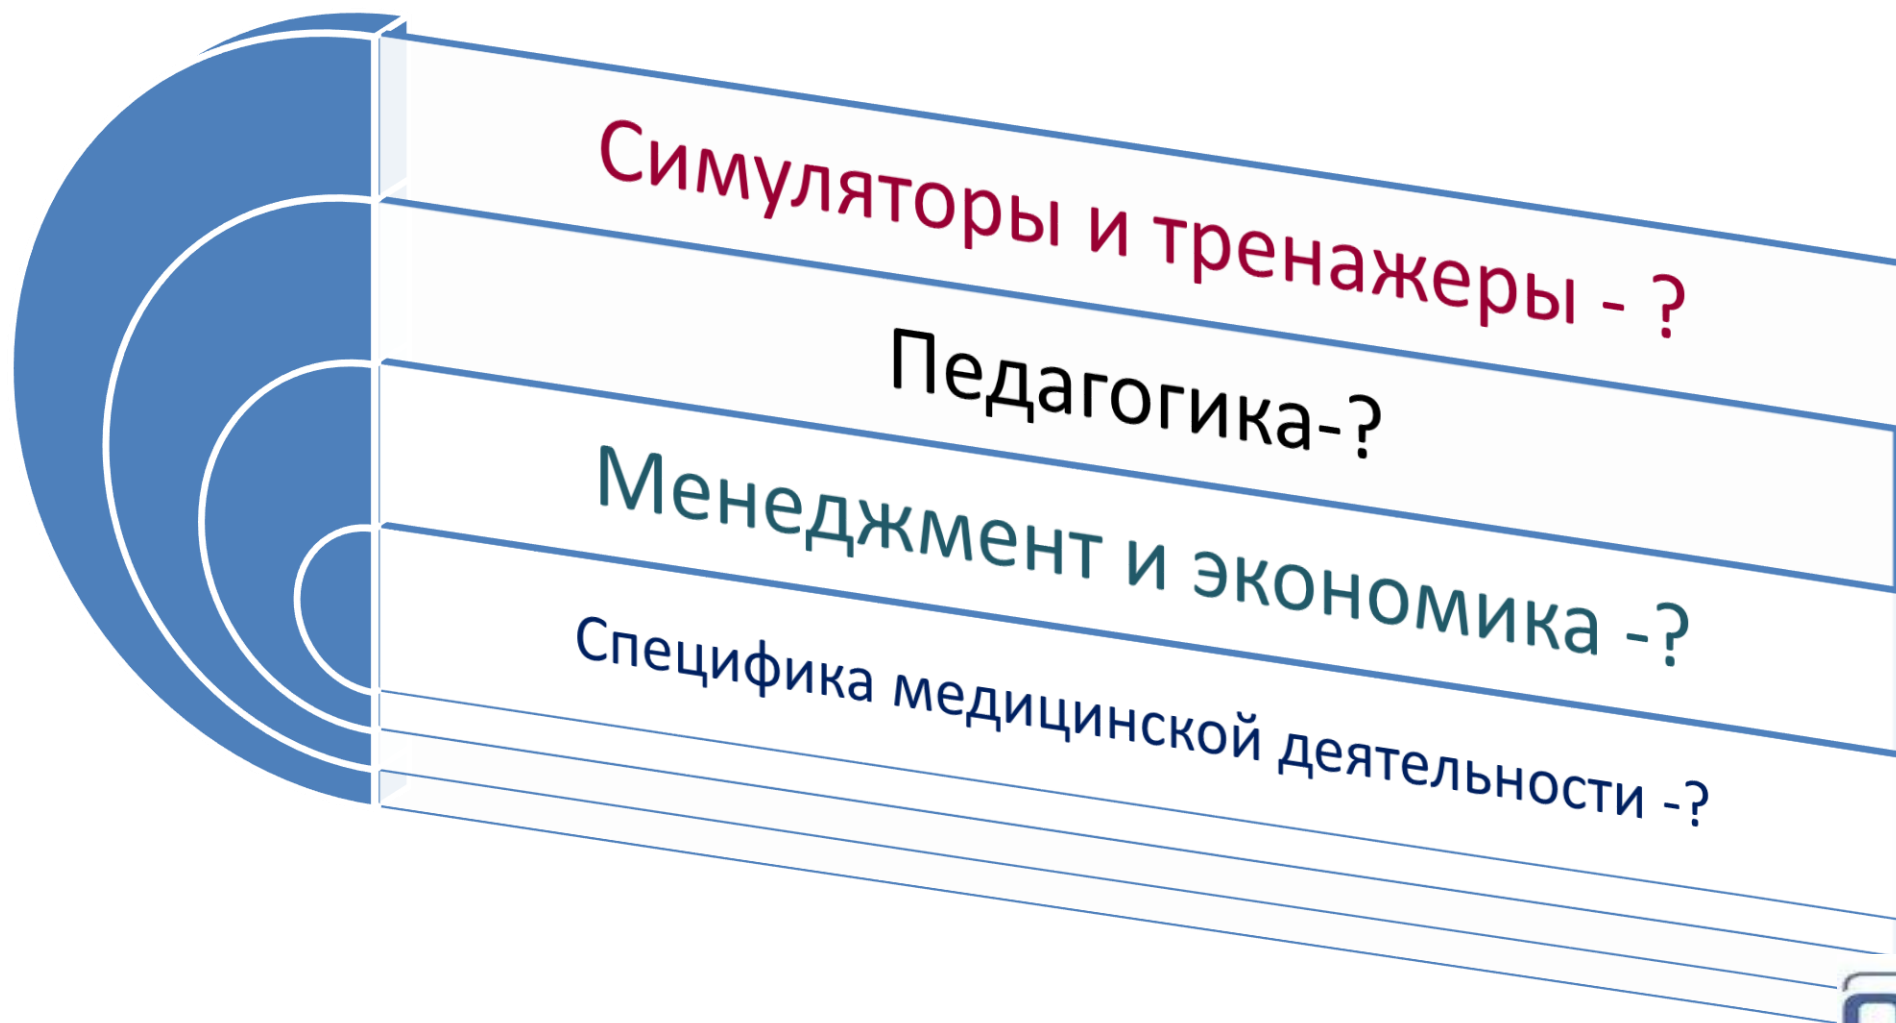 Симуляторы и тренажеры - ?
Педагогика-?
Менеджмент и экономика -?
Специфика медицинской деятельности -?